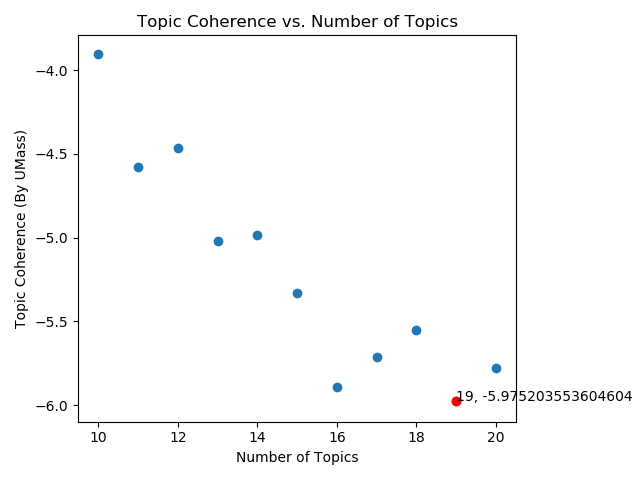 Topic Coherence vs. Number of Topics
Topic Coherence (By UMass)
−4.0
−4.5
−5.0
−5.5
−6.0
19, -5.975203553604604
10 12 14 16 18 20
Number of Topics